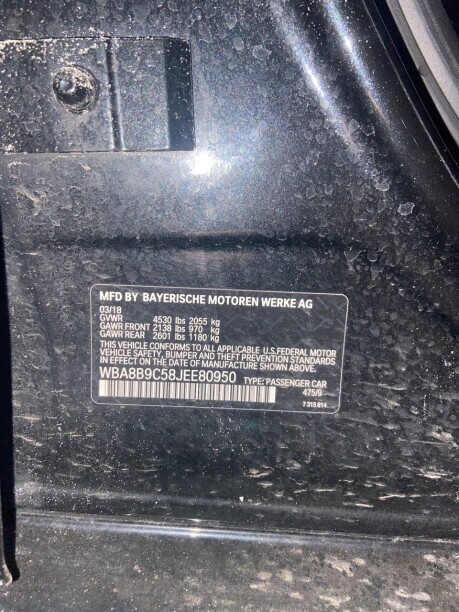 MFD BY BAYERISCHE MOTOREN WERKE AG
03/18
GVWR 4530 lbs 2055 kg
GAWR FRONT 2138 lbs 970 kg
GAWR REAR 2601 lbs 1180 kg
THIS VEHICLE CONFORMS TO ALL APPLICABLE U.S. FEDERAL MOTOR
VEHICLE SAFETY, BUMPER AND THEFT PREVENTION STANDARDS
IN EFFECT ON THE DATE OF MANUFACTURE SHOWN ABOVE.
WBA8B9C58JEE80950 TYPE: PASSENGER CAR
475/9
7 315 614